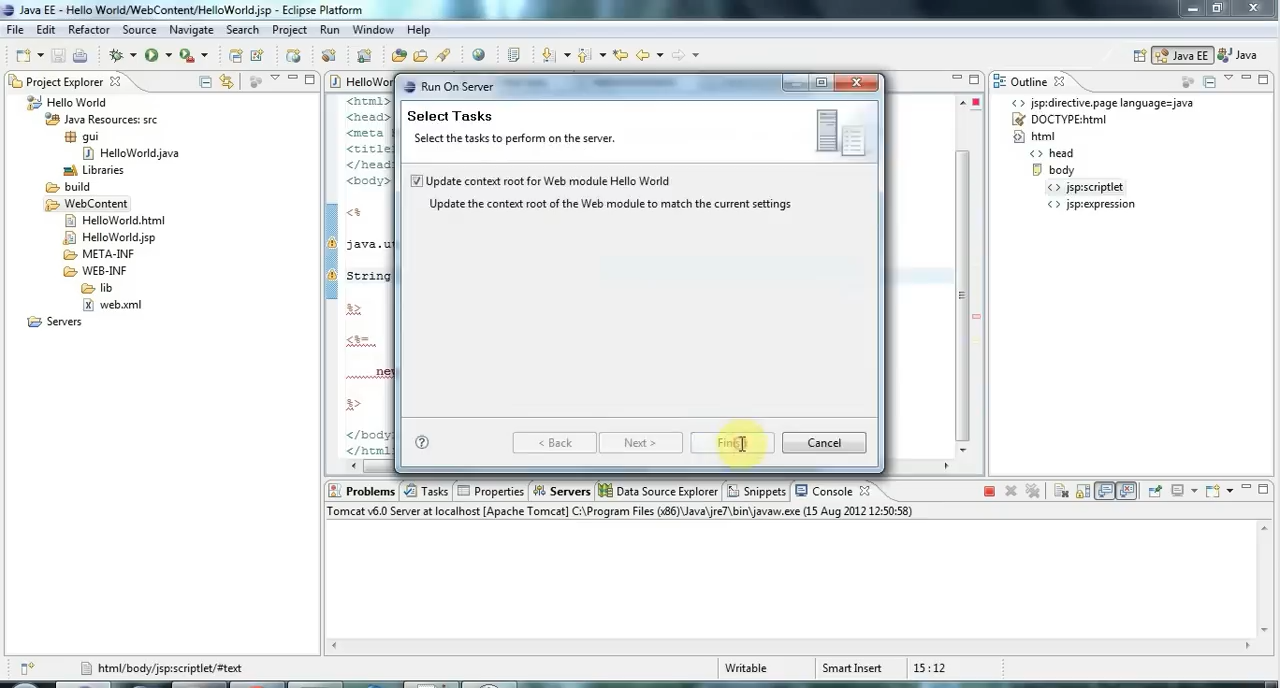 Java EE - Hello World/WebContent/HelloWorld.jsp - Eclipse Platform
File Edit Refactor Source Navigate Search Project Run Window Help
Java EE Java
Project Explorer
Hello World
Java Resources: src
gui
HelloWorld.java
Libraries
build
WebContent
HelloWorld.html
HelloWorld.jsp
META-INF
WEB-INF
lib
web.xml
Servers
<html>
<head>
<meta
<title
</head
<body>
<%
String
%>
<%=
new
%>
</body
</html
Run On Server
Select Tasks
Select the tasks to perform on the server.
Update context root for Web module Hello World
Update the context root of the Web module to match the current settings
< Back Next > Cancel
Outline
jsp:directive.page language=java
DOCTYPE:html
html
head
body
jsp:scriptlet
jsp:expression
Problems Tasks Properties Servers Data Source Explorer Snippets Console
Tomcat v6.0 Server at localhost [Apache Tomcat] C:\Program Files (x86)\Java\jre7\bin\javaw.exe (15 Aug 2012 12:50:58)
html/body/jsp:scriptlet/#text Writable Smart Insert 15 : 12